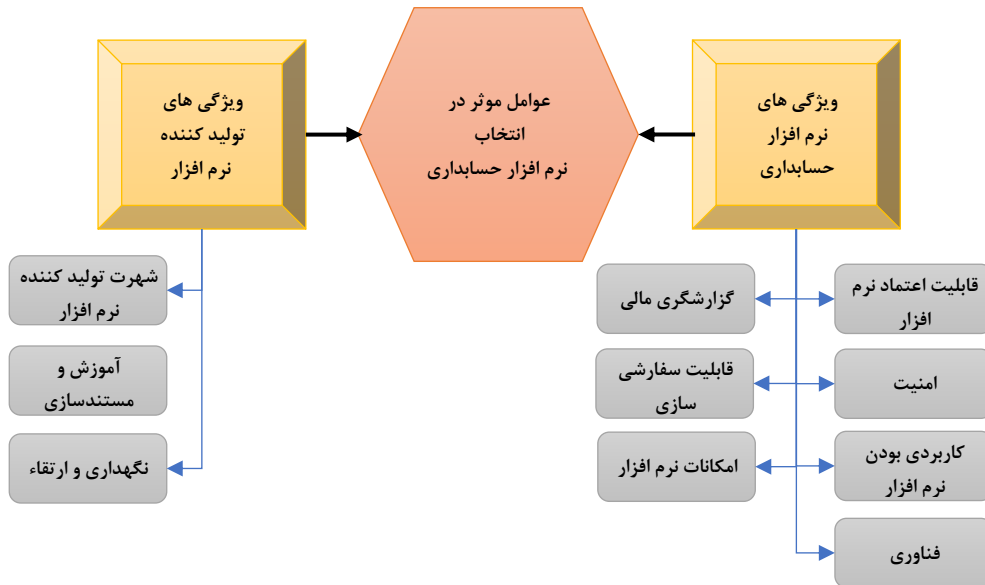 ویژگی های
نرم افزار
حسابداری
عوامل موثر در
انتخاب
نرم افزار حسابداری
ویژگی های
تولید کننده
نرم افزار
قابلیت اعتماد نرم
افزار
گزارشگری مالی
امنیت
قابلیت سفارشی
سازی
کاربردی بودن
نرم افزار
امکانات نرم افزار
فناوری
شهرت تولید کننده
نرم افزار
آموزش و
مستندسازی
نگهداری و ارتقاء